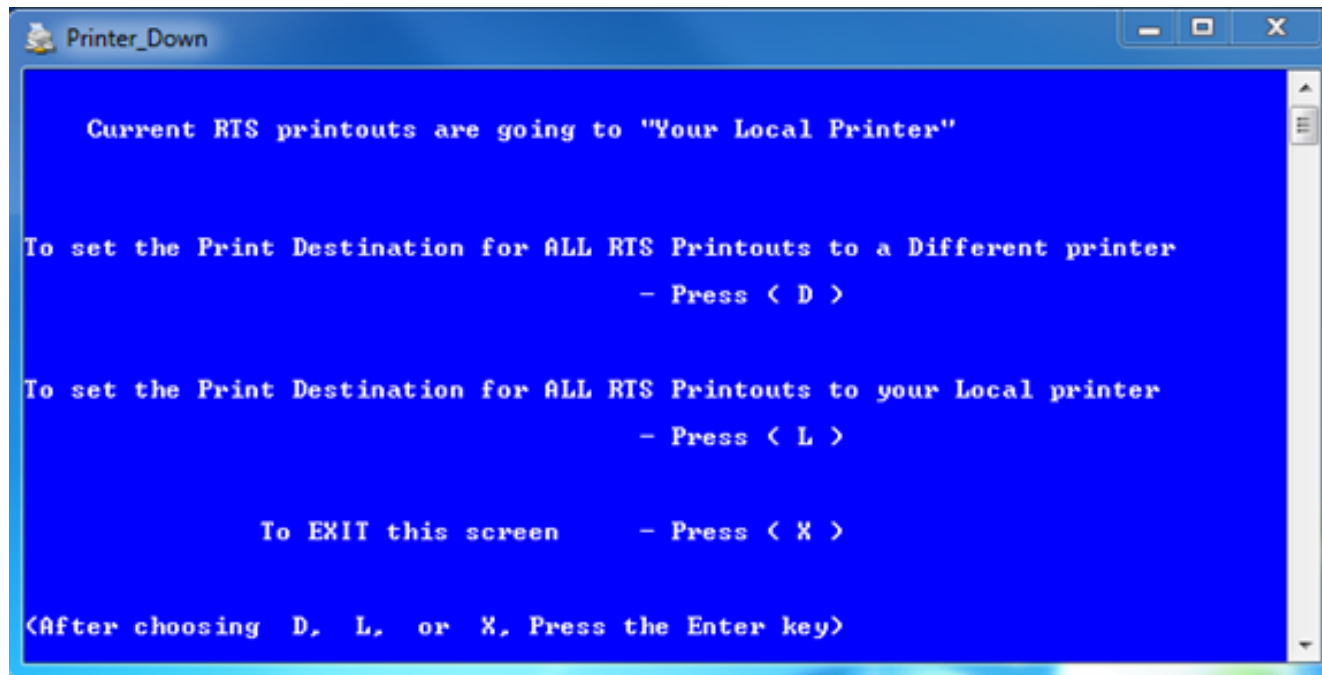 Printer_Down
Current RTS printouts are going to "Your Local Printer"
To set the Print Destination for ALL RTS Printouts to a Different printer
- Press < D >
To set the Print Destination for ALL RTS Printouts to your Local printer
- Press < L >
To EXIT this screen - Press < X >
<After choosing D, L, or X, Press the Enter key>